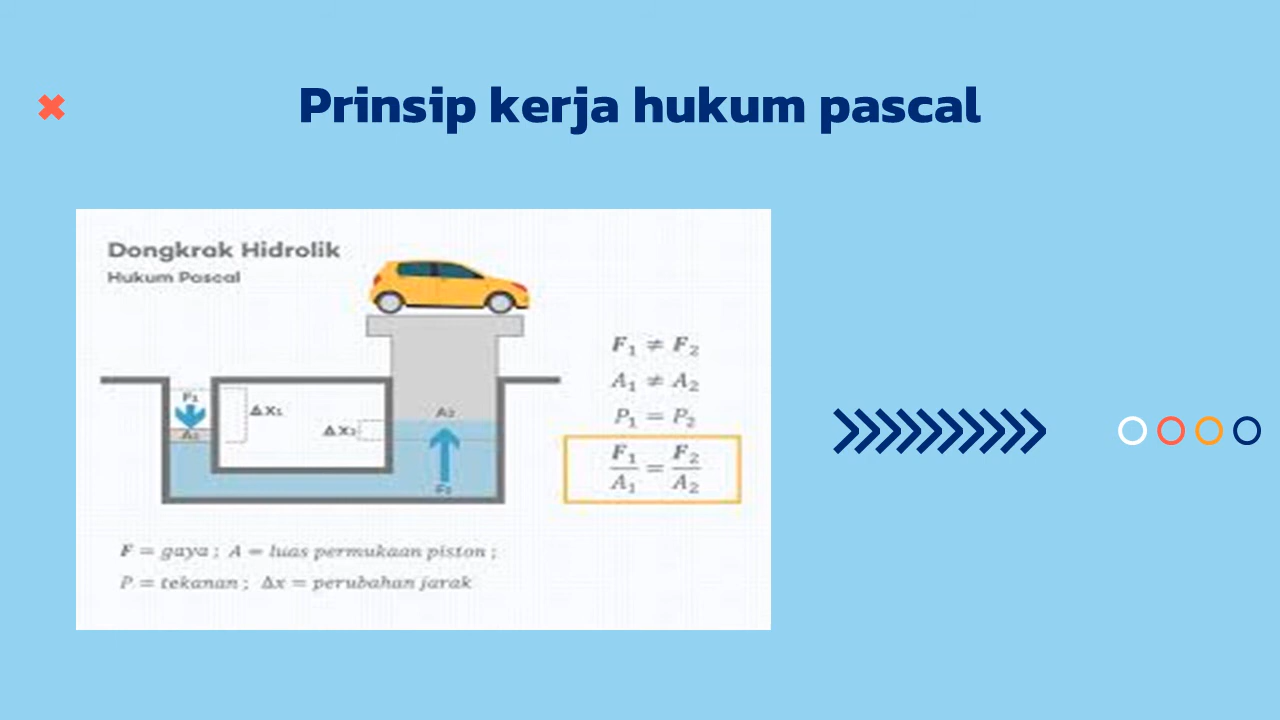 Prinsip kerja hukum pascal
Dongkrak Hidrolik
Hukum Pascal
F₁ ≠ F₂
A₁ ≠ A₂
P₁ = P₂
F₁/A₁ = F₂/A₂
F₁
A₁
Δx₁
Δx₂
A₂
F₂
F = gaya ; A = luas permukaan piston ;
P = tekanan ; Δx = perubahan jarak